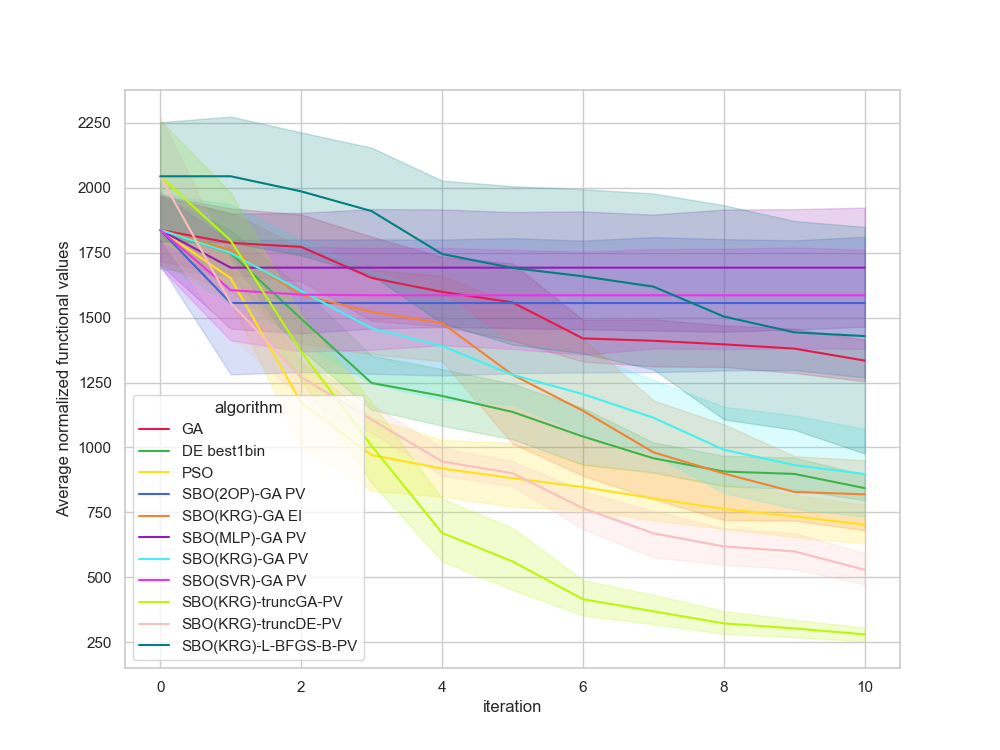 2250
2000
1750
1500
1250
1000
750
500
250
Average normalized functional values
algorithm
GA
DE best1bin
PSO
SBO(2OP)-GA PV
SBO(KRG)-GA EI
SBO(MLP)-GA PV
SBO(KRG)-GA PV
SBO(SVR)-GA PV
SBO(KRG)-truncGA-PV
SBO(KRG)-truncDE-PV
SBO(KRG)-L-BFGS-B-PV
0 2 4 6 8 10
iteration